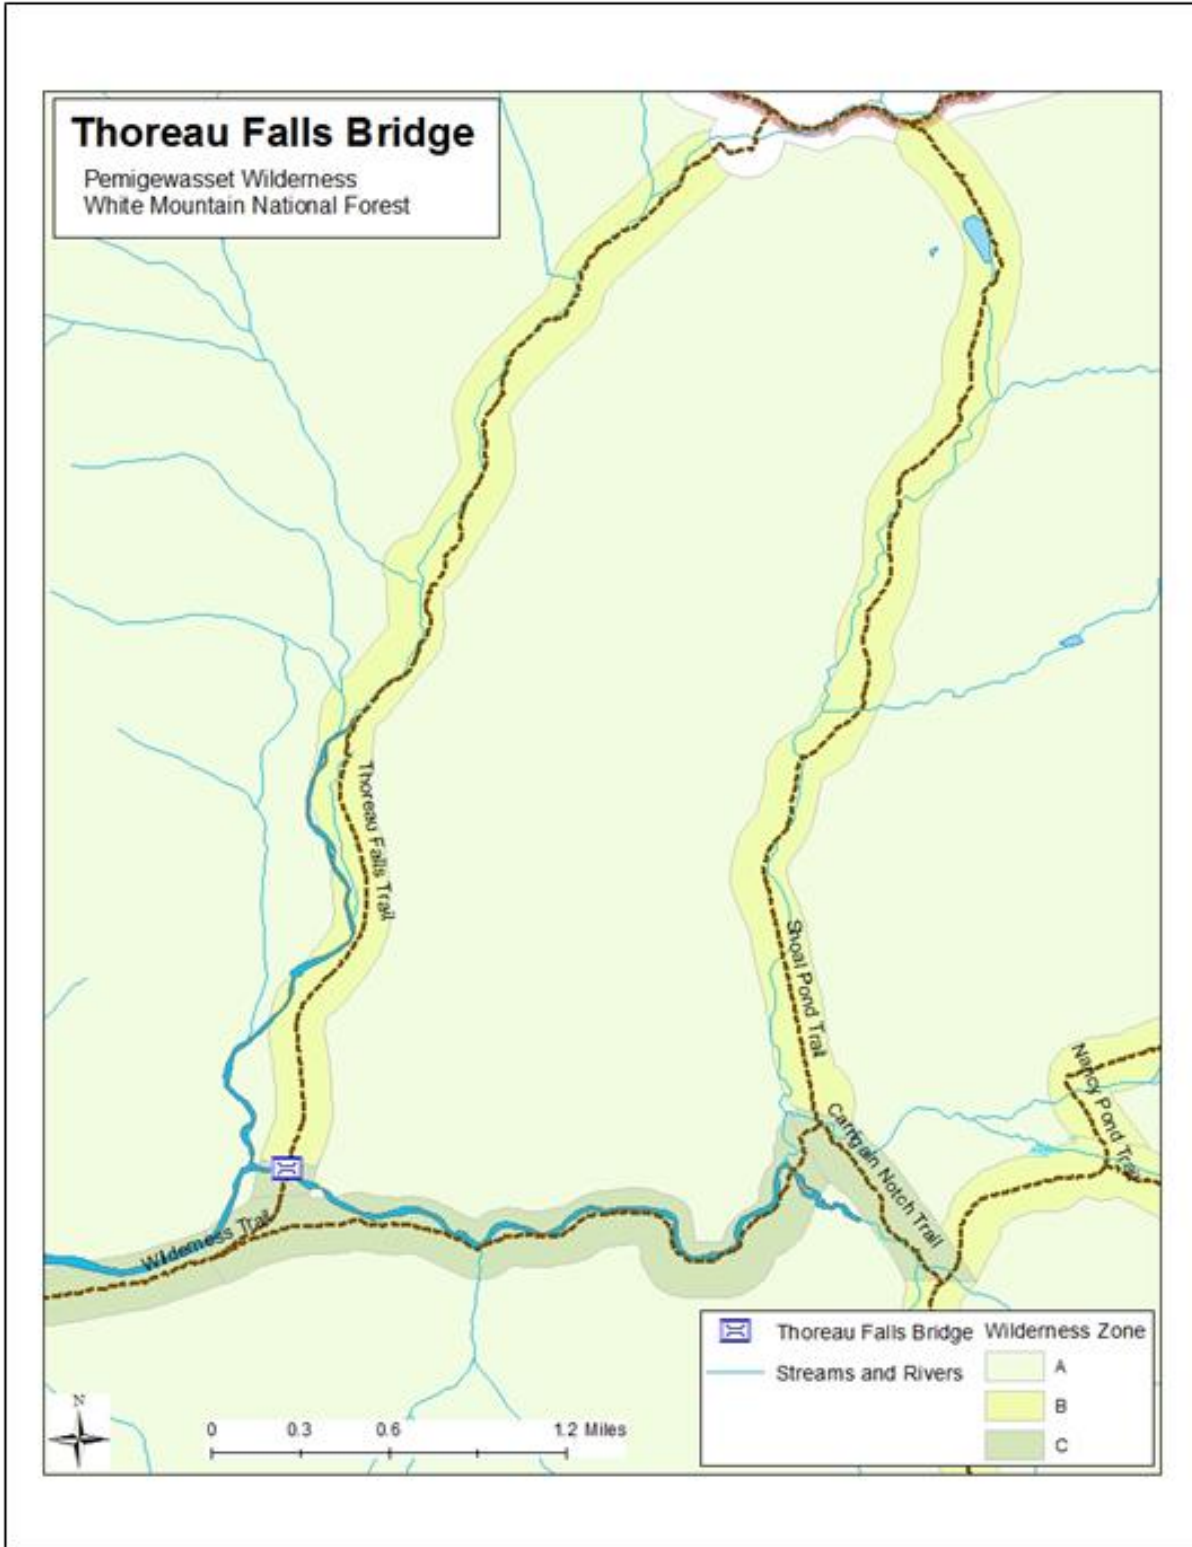 Thoreau Falls Bridge
Pemigewasset Wilderness
White Mountain National Forest
Thoreau Falls Trail
Shoal Pond Trail
Nancy Pond Trail
Carrigain Notch Trail
Wilderness Trail
Thoreau Falls Bridge
Streams and Rivers
Wilderness Zone
A
B
C
N
0 0.3 0.6 1.2 Miles